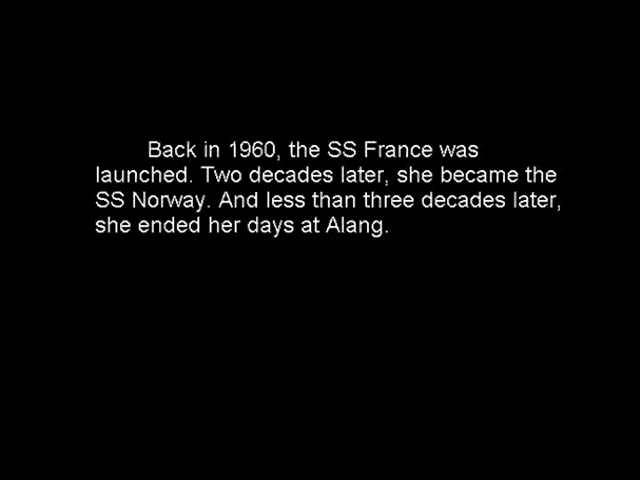 Back in 1960, the SS France was
launched. Two decades later, she became the
SS Norway. And less than three decades later,
she ended her days at Alang.